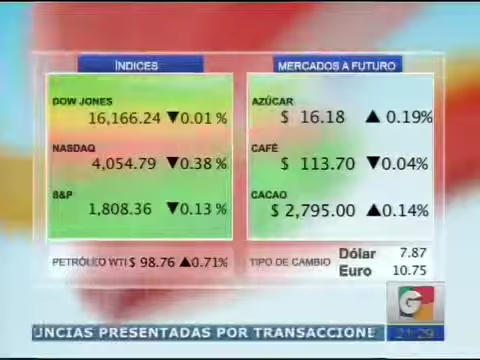 ÍNDICES
DOW JONES
16,166.24 ▼0.01 %
NASDAQ
4,054.79 ▼0.38 %
S&P
1,808.36 ▼0.13 %
PETRÓLEO WTI $ 98.76 ▲0.71%
MERCADOS A FUTURO
AZÚCAR
$ 16.18 ▲ 0.19%
CAFÉ
$ 113.70 ▼0.04%
CACAO
$ 2,795.00 ▲0.14%
TIPO DE CAMBIO
Dólar 7.87
Euro 10.75
G
UNCIAS PRESENTADAS POR TRANSACCIONE
21:29